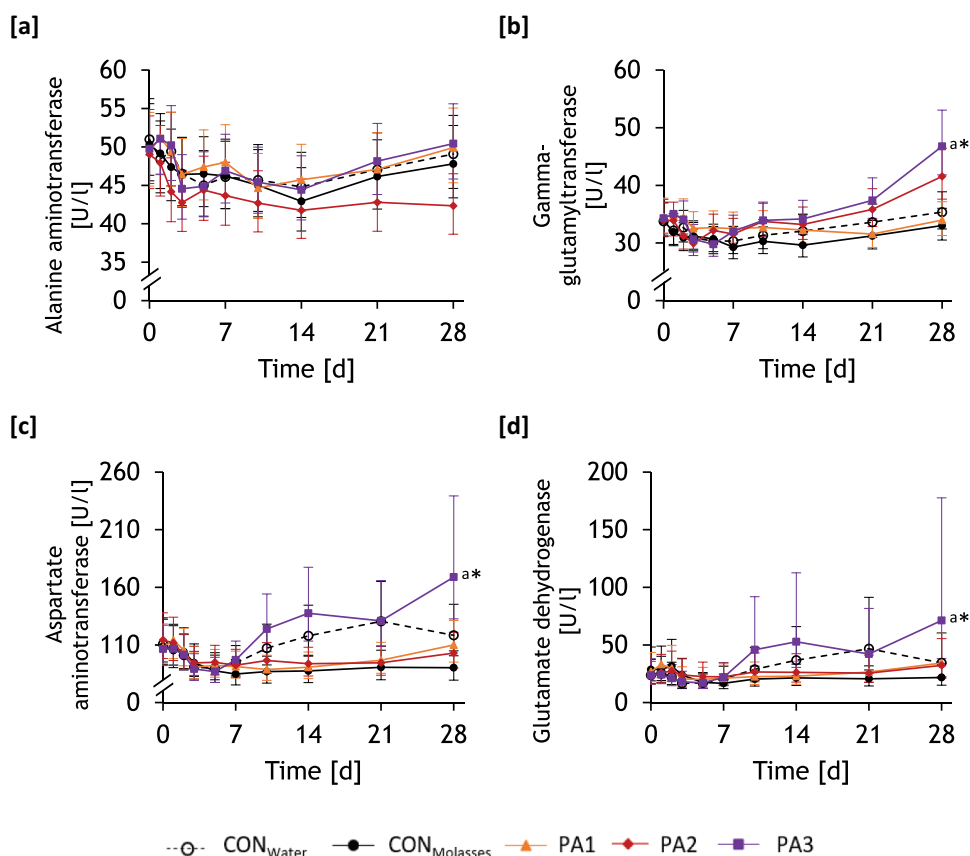 [a]
Alanine aminotransferase
[U/l]
60
55
50
45
40
35
0
0 7 14 21 28
Time [d]
[b]
Gamma-
glutamyltransferase
[U/l]
60
50
40
30
0
a*
0 7 14 21 28
Time [d]
[c]
Aspartate
aminotransferase [U/l]
260
210
160
110
0
a*
0 7 14 21 28
Time [d]
[d]
Glutamate dehydrogenase
[U/l]
200
150
100
50
0
a*
0 7 14 21 28
Time [d]
CONWater CONMolasses PA1 PA2 PA3